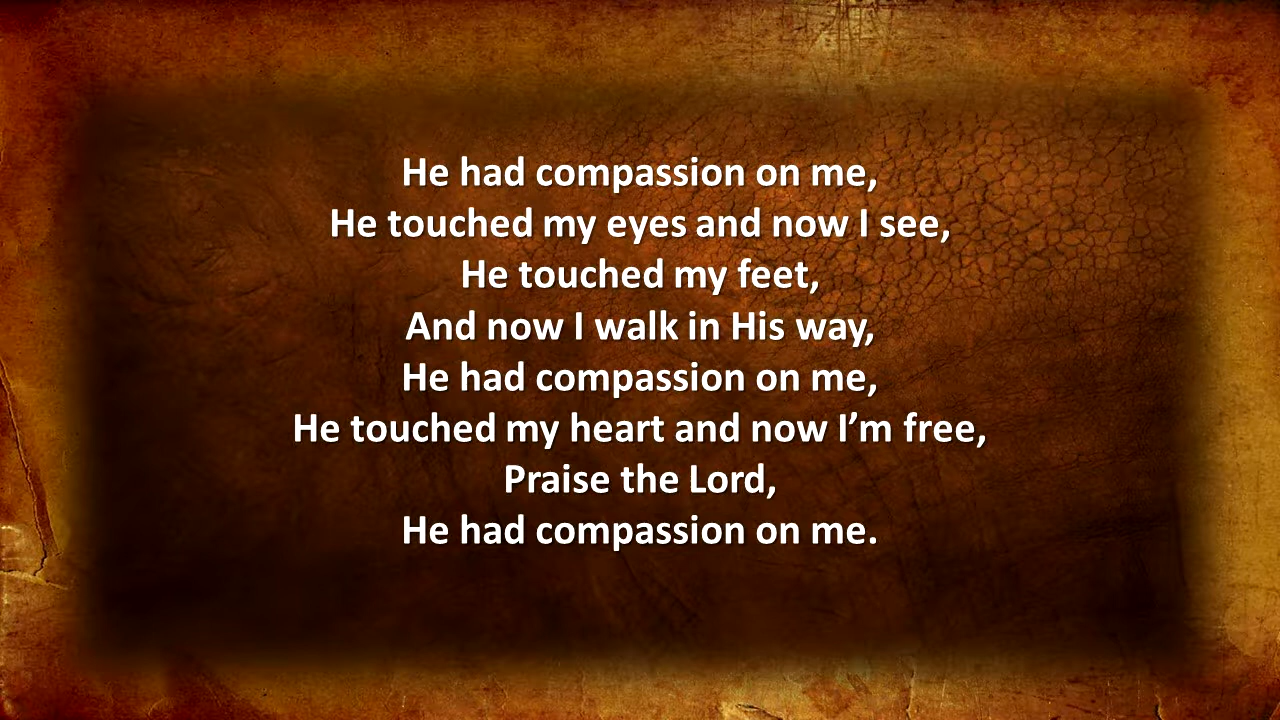 He had compassion on me,
He touched my eyes and now I see,
He touched my feet,
And now I walk in His way,
He had compassion on me,
He touched my heart and now I’m free,
Praise the Lord,
He had compassion on me.